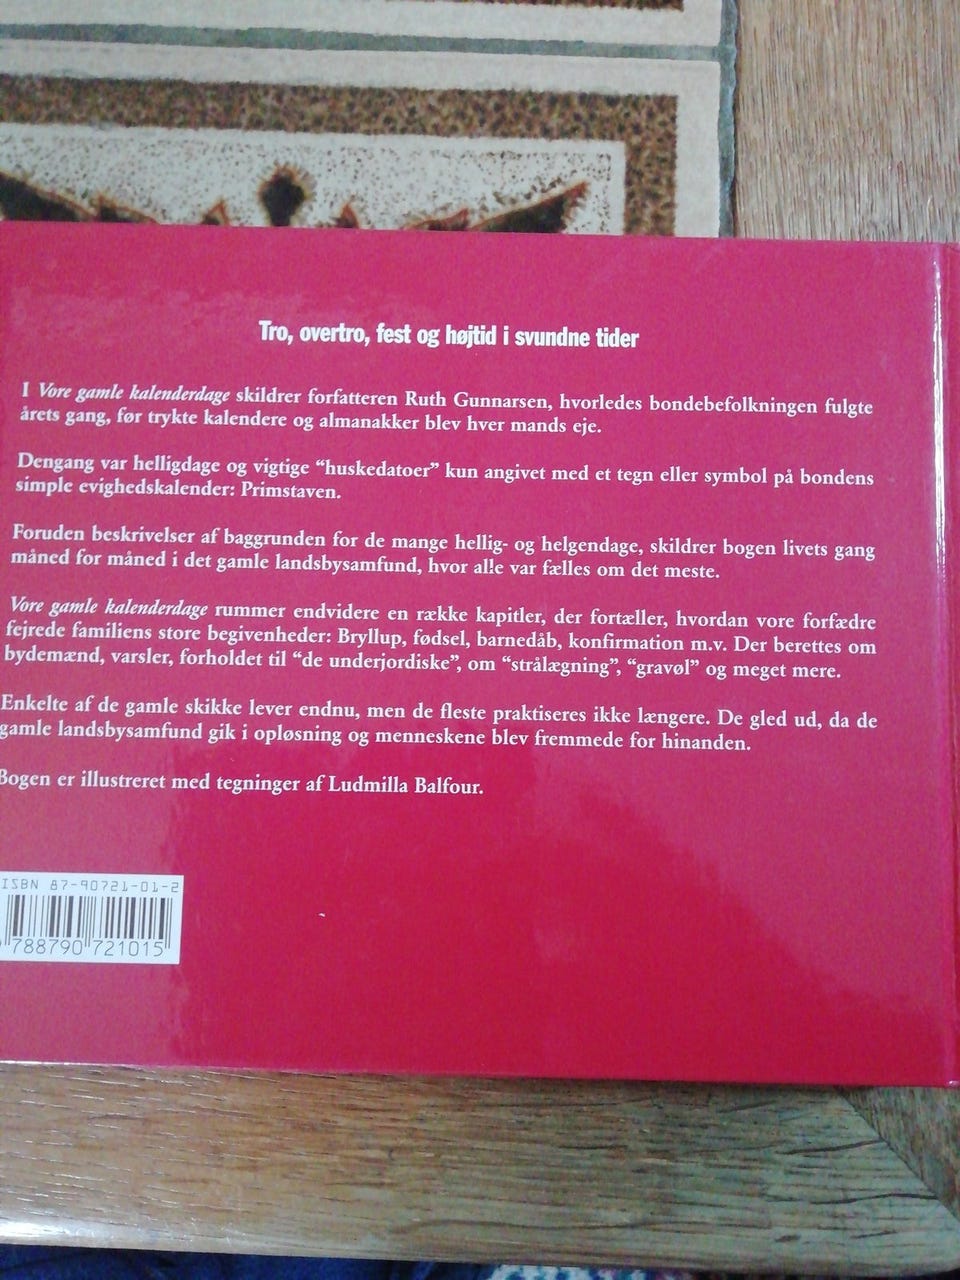 Tro, overtro, fest og højtid i svundne tider
I Vore gamle kalenderdage skildrer forfatteren Ruth Gunnarsen, hvorledes bondebefolkningen fulgte
årets gang, før trykte kalendere og almanakker blev hver mands eje.
Dengang var helligdage og vigtige “huskedatoer” kun angivet med et tegn eller symbol på bondens
simple evighedskalender: Primstaven.
Foruden beskrivelser af baggrunden for de mange hellig- og helgendage, skildrer bogen livets gang
måned for måned i det gamle landsbysamfund, hvor alle var fælles om det meste.
Vore gamle kalenderdage rummer endvidere en række kapitler, der fortæller, hvordan vore forfædre
fejrede familiens store begivenheder: Bryllup, fødsel, barnedåb, konfirmation m.v. Der berettes om
bydemænd, varsler, forholdet til “de underjordiske”, om “strålægning”, “gravøl” og meget mere.
Enkelte af de gamle skikke lever endnu, men de fleste praktiseres ikke længere. De gled ud, da de
gamle landsbysamfund gik i opløsning og menneskene blev fremmede for hinanden.
Bogen er illustreret med tegninger af Ludmilla Balfour.
ISBN 87-90721-01-2
788790 721015